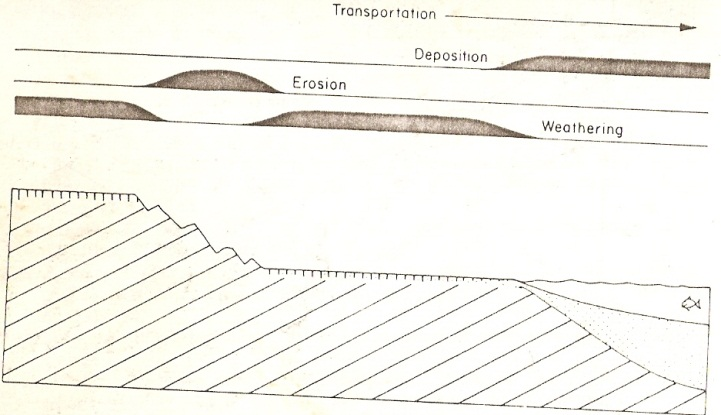 Transportation
Deposition
Erosion
Weathering